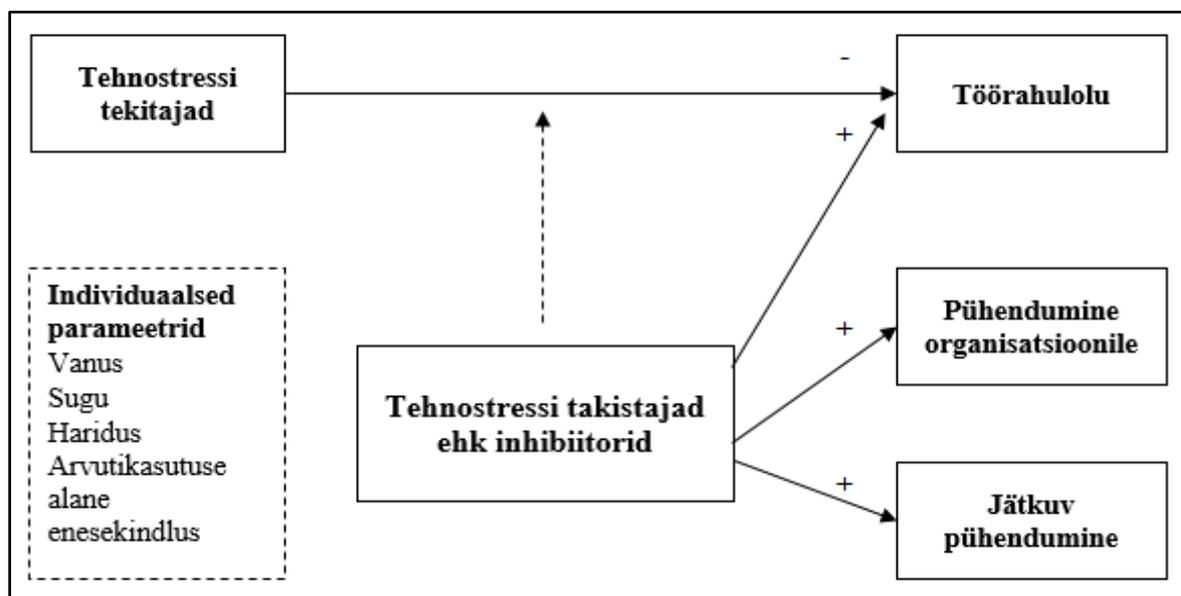 Tehnostressi
tekitajad
-
+
Töörahulolu
Individuaalsed
parameetrid
Vanus
Sugu
Haridus
Arvutikasutuse
alane
enesekindlus
Tehnostressi takistajad
ehk inhibiitorid
+
Pühendumine
organisatsioonile
+
Jätkuv
pühendumine